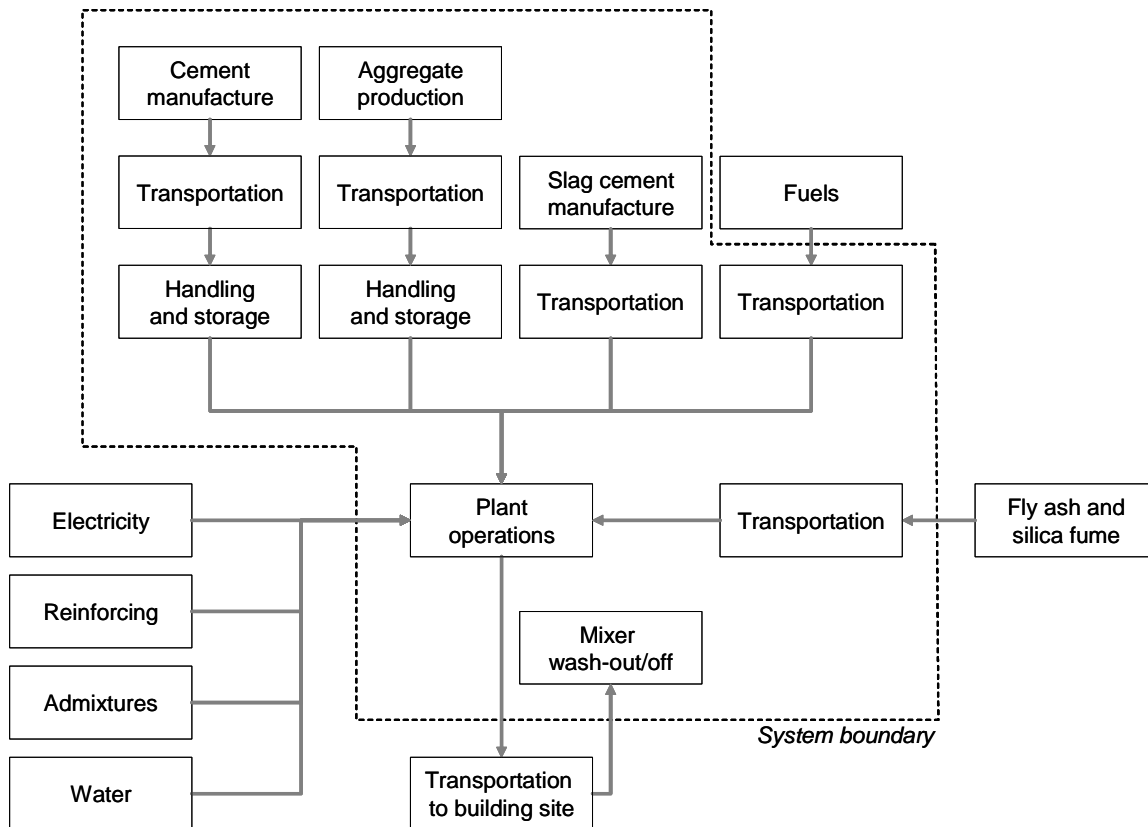 Cement
manufacture
Aggregate
production
Transportation
Transportation
Slag cement
manufacture
Fuels
Handling
and storage
Handling
and storage
Transportation
Transportation
Electricity
Plant
operations
Transportation
Fly ash and
silica fume
Reinforcing
Mixer
wash-out/off
Admixtures
System boundary
Water
Transportation
to building site